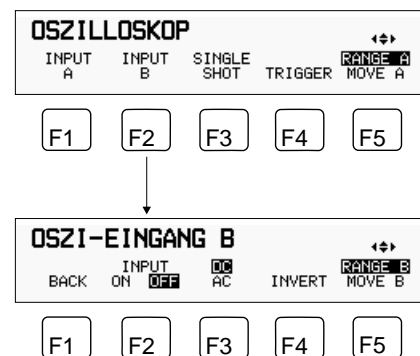 OSZILLOSKOP
INPUT INPUT SINGLE RANGE A
A B SHOT TRIGGER MOVE A
F1 F2 F3 F4 F5
OSZI-EINGANG B
INPUT DC RANGE B
BACK ON OFF AC INVERT MOVE B
F1 F2 F3 F4 F5